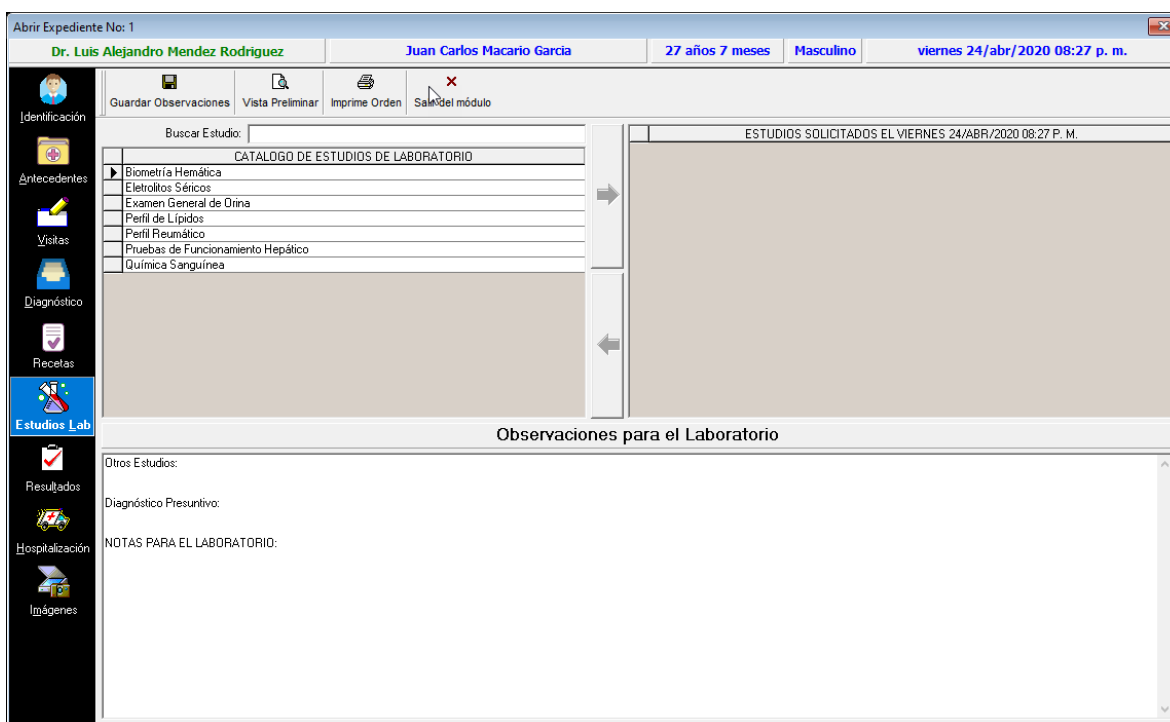 Abrir Expediente No: 1
Dr. Luis Alejandro Mendez Rodriguez
Juan Carlos Macario Garcia
27 años 7 meses
Masculino
viernes 24/abr/2020 08:27 p. m.
Identificación
Antecedentes
Visitas
Diagnóstico
Recetas
Estudios Lab
Resultados
Hospitalización
Imágenes
Guardar Observaciones
Vista Preliminar
Imprime Orden
Salir del módulo
Buscar Estudio:
CATALOGO DE ESTUDIOS DE LABORATORIO
Biometría Hemática
Eletrolitos Séricos
Examen General de Orina
Perfil de Lípidos
Perfil Reumático
Pruebas de Funcionamiento Hepático
Química Sanguínea
ESTUDIOS SOLICITADOS EL VIERNES 24/ABR/2020 08:27 P. M.
Observaciones para el Laboratorio
Otros Estudios:
Diagnóstico Presuntivo:
NOTAS PARA EL LABORATORIO: